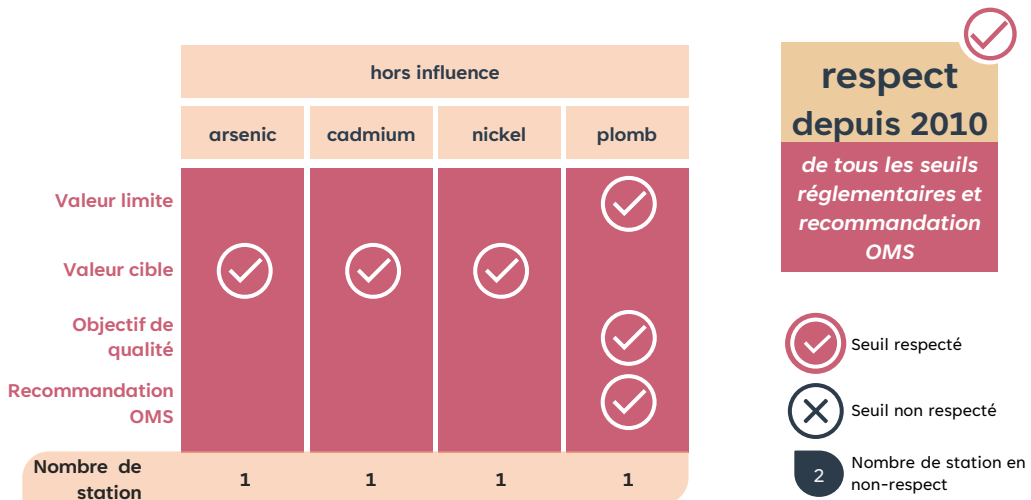 hors influence
arsenic cadmium nickel plomb
Valeur limite
Valeur cible
Objectif de
qualité
Recommandation
OMS
Nombre de
station
1 1 1 1
respect
depuis 2010
de tous les seuils
réglementaires et
recommandation
OMS
Seuil respecté
Seuil non respecté
2
Nombre de station en
non-respect